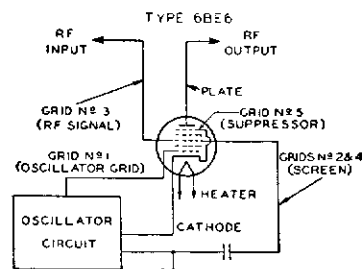 TYPE 6BE6
RF
INPUT
RF
OUTPUT
PLATE
GRID Nº 3
(RF SIGNAL)
GRID Nº 5
(SUPPRESSOR)
GRID Nº 1
(OSCILLATOR GRID)
GRIDS Nº 2&4
(SCREEN)
HEATER
CATHODE
OSCILLATOR
CIRCUIT